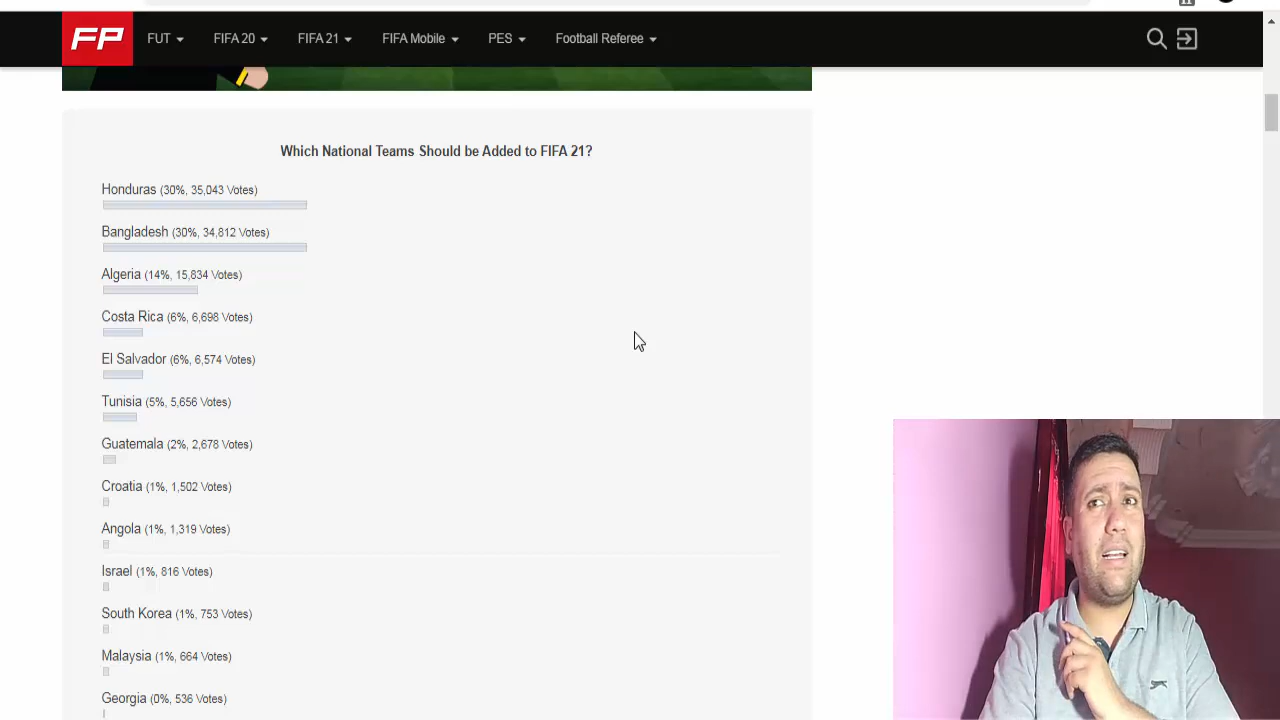 FP FUT FIFA 20 FIFA 21 FIFA Mobile PES Football Referee
Which National Teams Should be Added to FIFA 21?
Honduras (30%, 35,043 Votes)
Bangladesh (30%, 34,812 Votes)
Algeria (14%, 15,834 Votes)
Costa Rica (6%, 6,698 Votes)
El Salvador (6%, 6,574 Votes)
Tunisia (5%, 5,656 Votes)
Guatemala (2%, 2,678 Votes)
Croatia (1%, 1,502 Votes)
Angola (1%, 1,319 Votes)
Israel (1%, 816 Votes)
South Korea (1%, 753 Votes)
Malaysia (1%, 664 Votes)
Georgia (0%, 536 Votes)